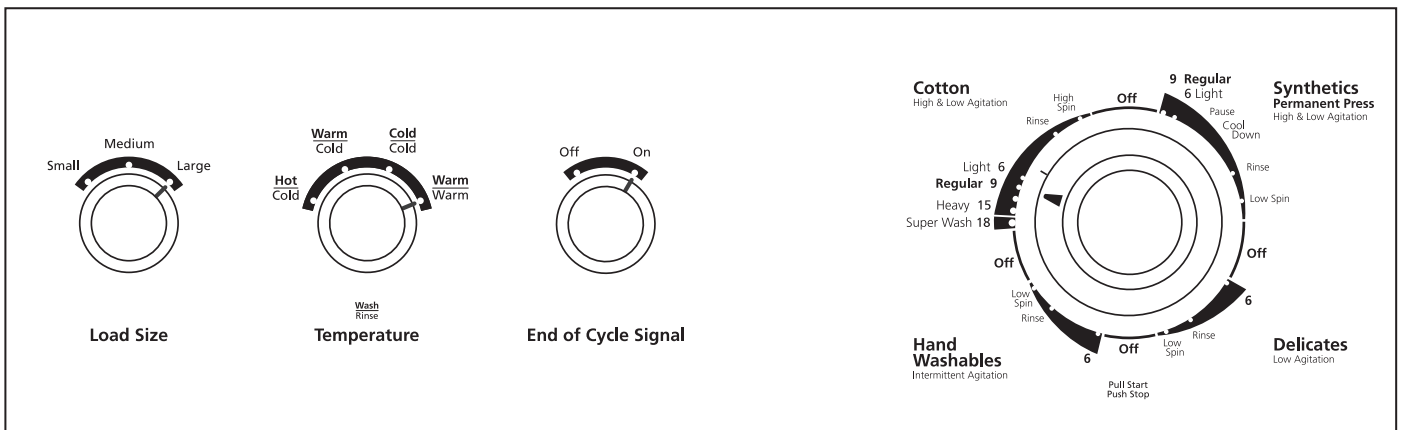 Small
Medium
Large
Load Size
Hot
Cold
Warm
Cold
Cold
Cold
Warm
Warm
Wash
Rinse
Temperature
Off
On
End of Cycle Signal
Cotton
High & Low Agitation
Super Wash 18
Heavy 15
Regular 9
Light 6
Rinse
High
Spin
Off
9 Regular
6 Light
Pause
Cool
Down
Rinse
Low Spin
Synthetics
Permanent Press
High & Low Agitation
Off
6
Rinse
Low
Spin
Delicates
Low Agitation
Off
6
Rinse
Low
Spin
Off
Hand
Washables
Intermittent Agitation
Pull Start
Push Stop